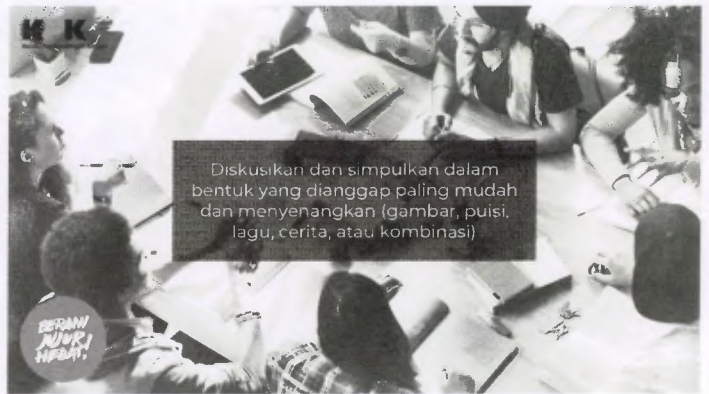 Diskusikan dan simpulkan dalam
bentuk yang dianggap paling mudah
dan menyenangkan (gambar, puisi,
lagu, cerita, atau kombinasi)
BERANI
JUJUR
HEBAT!